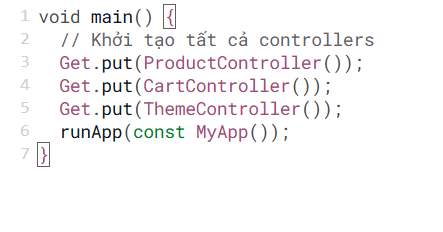 1 void main() {
2 // Khởi tạo tất cả controllers
3 Get.put(ProductController());
4 Get.put(CartController());
5 Get.put(ThemeController());
6 runApp(const MyApp());
7 }